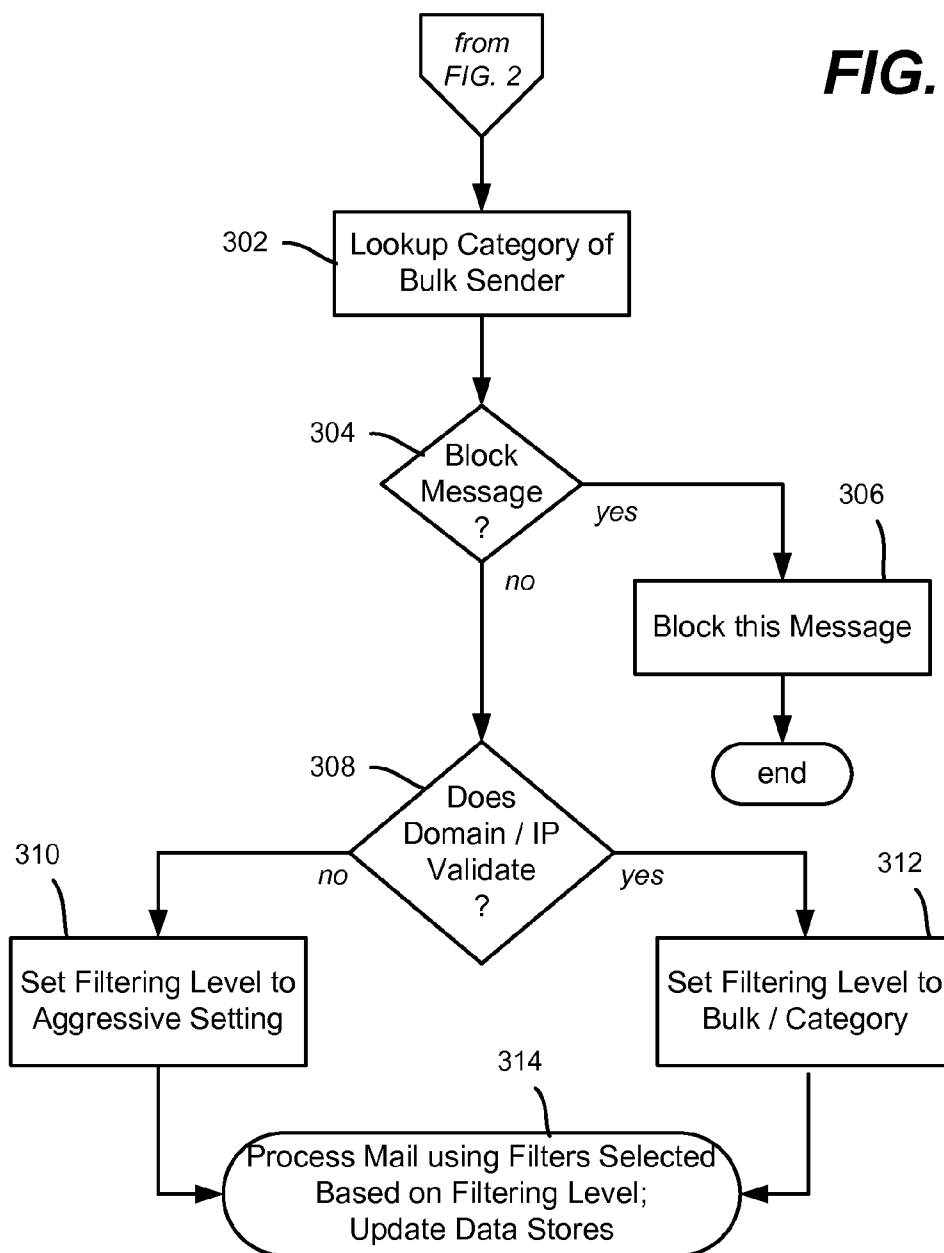 from
FIG. 2
FIG.
302
Lookup Category of
Bulk Sender
304
Block
Message
?
yes
no
306
Block this Message
end
308
Does
Domain / IP
Validate
?
no
yes
310
Set Filtering Level to
Aggressive Setting
312
Set Filtering Level to
Bulk / Category
314
Process Mail using Filters Selected
Based on Filtering Level;
Update Data Stores